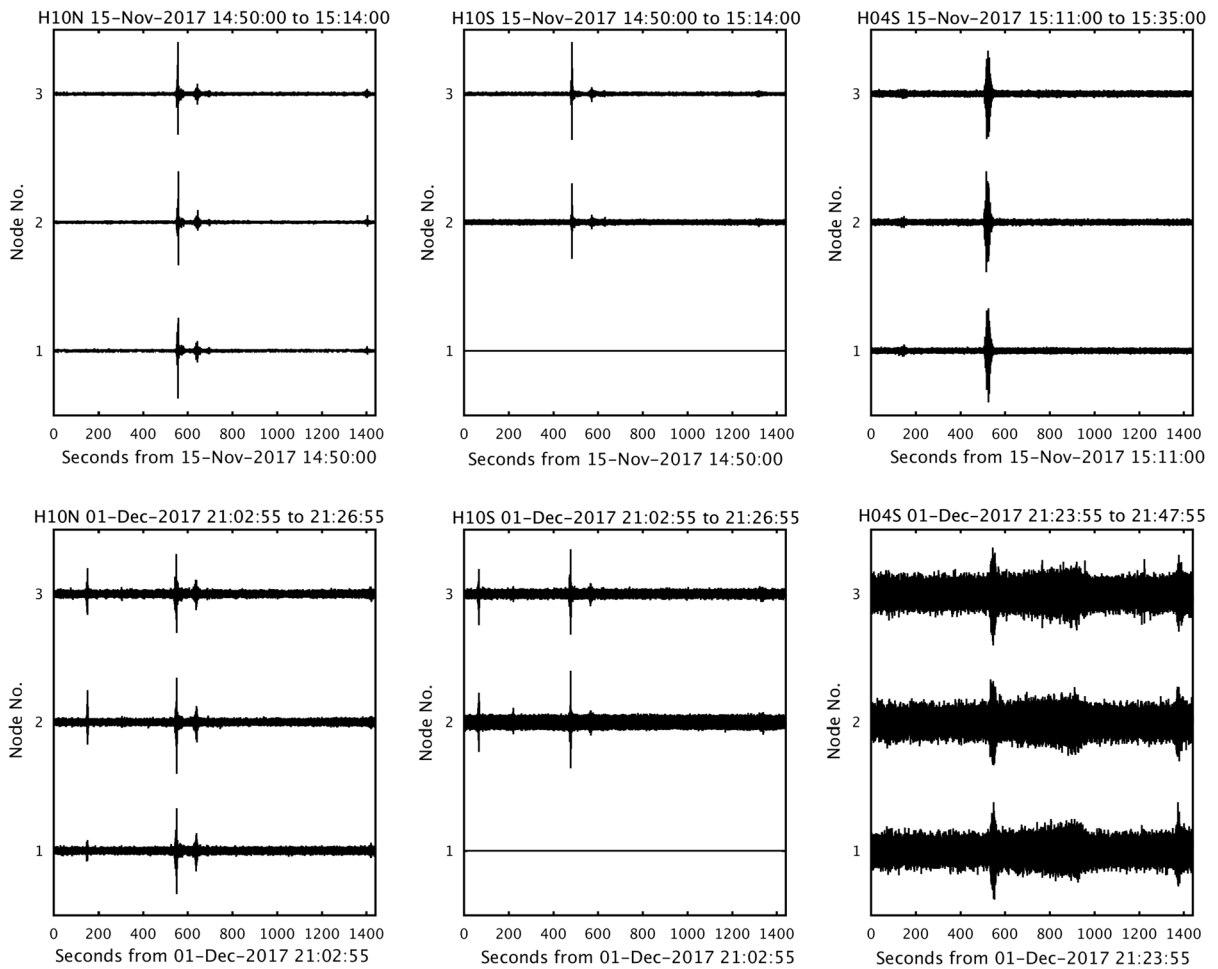 H10N 15-Nov-2017 14:50:00 to 15:14:00
3
2
1
Node No.
0 200 400 600 800 1000 1200 1400
Seconds from 15-Nov-2017 14:50:00
H10S 15-Nov-2017 14:50:00 to 15:14:00
3
2
1
Node No.
0 200 400 600 800 1000 1200 1400
Seconds from 15-Nov-2017 14:50:00
H04S 15-Nov-2017 15:11:00 to 15:35:00
3
2
1
Node No.
0 200 400 600 800 1000 1200 1400
Seconds from 15-Nov-2017 15:11:00
H10N 01-Dec-2017 21:02:55 to 21:26:55
3
2
1
Node No.
0 200 400 600 800 1000 1200 1400
Seconds from 01-Dec-2017 21:02:55
H10S 01-Dec-2017 21:02:55 to 21:26:55
3
2
1
Node No.
0 200 400 600 800 1000 1200 1400
Seconds from 01-Dec-2017 21:02:55
H04S 01-Dec-2017 21:23:55 to 21:47:55
3
2
1
Node No.
0 200 400 600 800 1000 1200 1400
Seconds from 01-Dec-2017 21:23:55